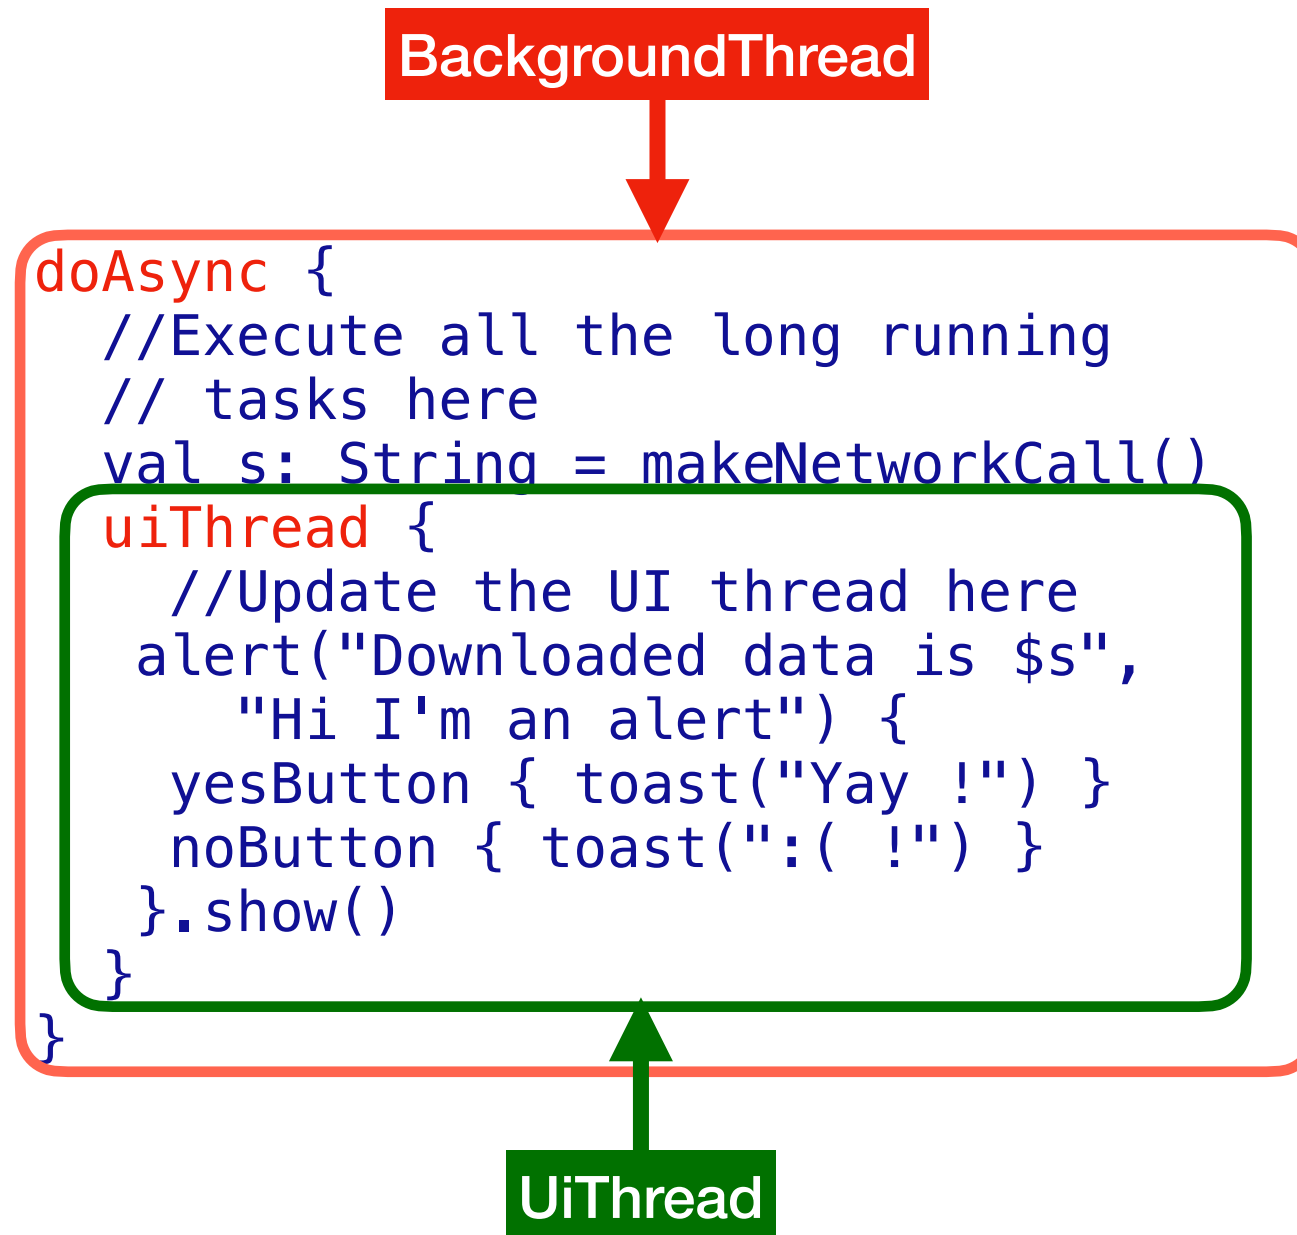 BackgroundThread
doAsync {
//Execute all the long running
// tasks here
val s: String = makeNetworkCall()
uiThread {
//Update the UI thread here
alert("Downloaded data is $s",
"Hi I'm an alert") {
yesButton { toast("Yay !") }
noButton { toast(":( !") }
}.show()
}
}
UiThread